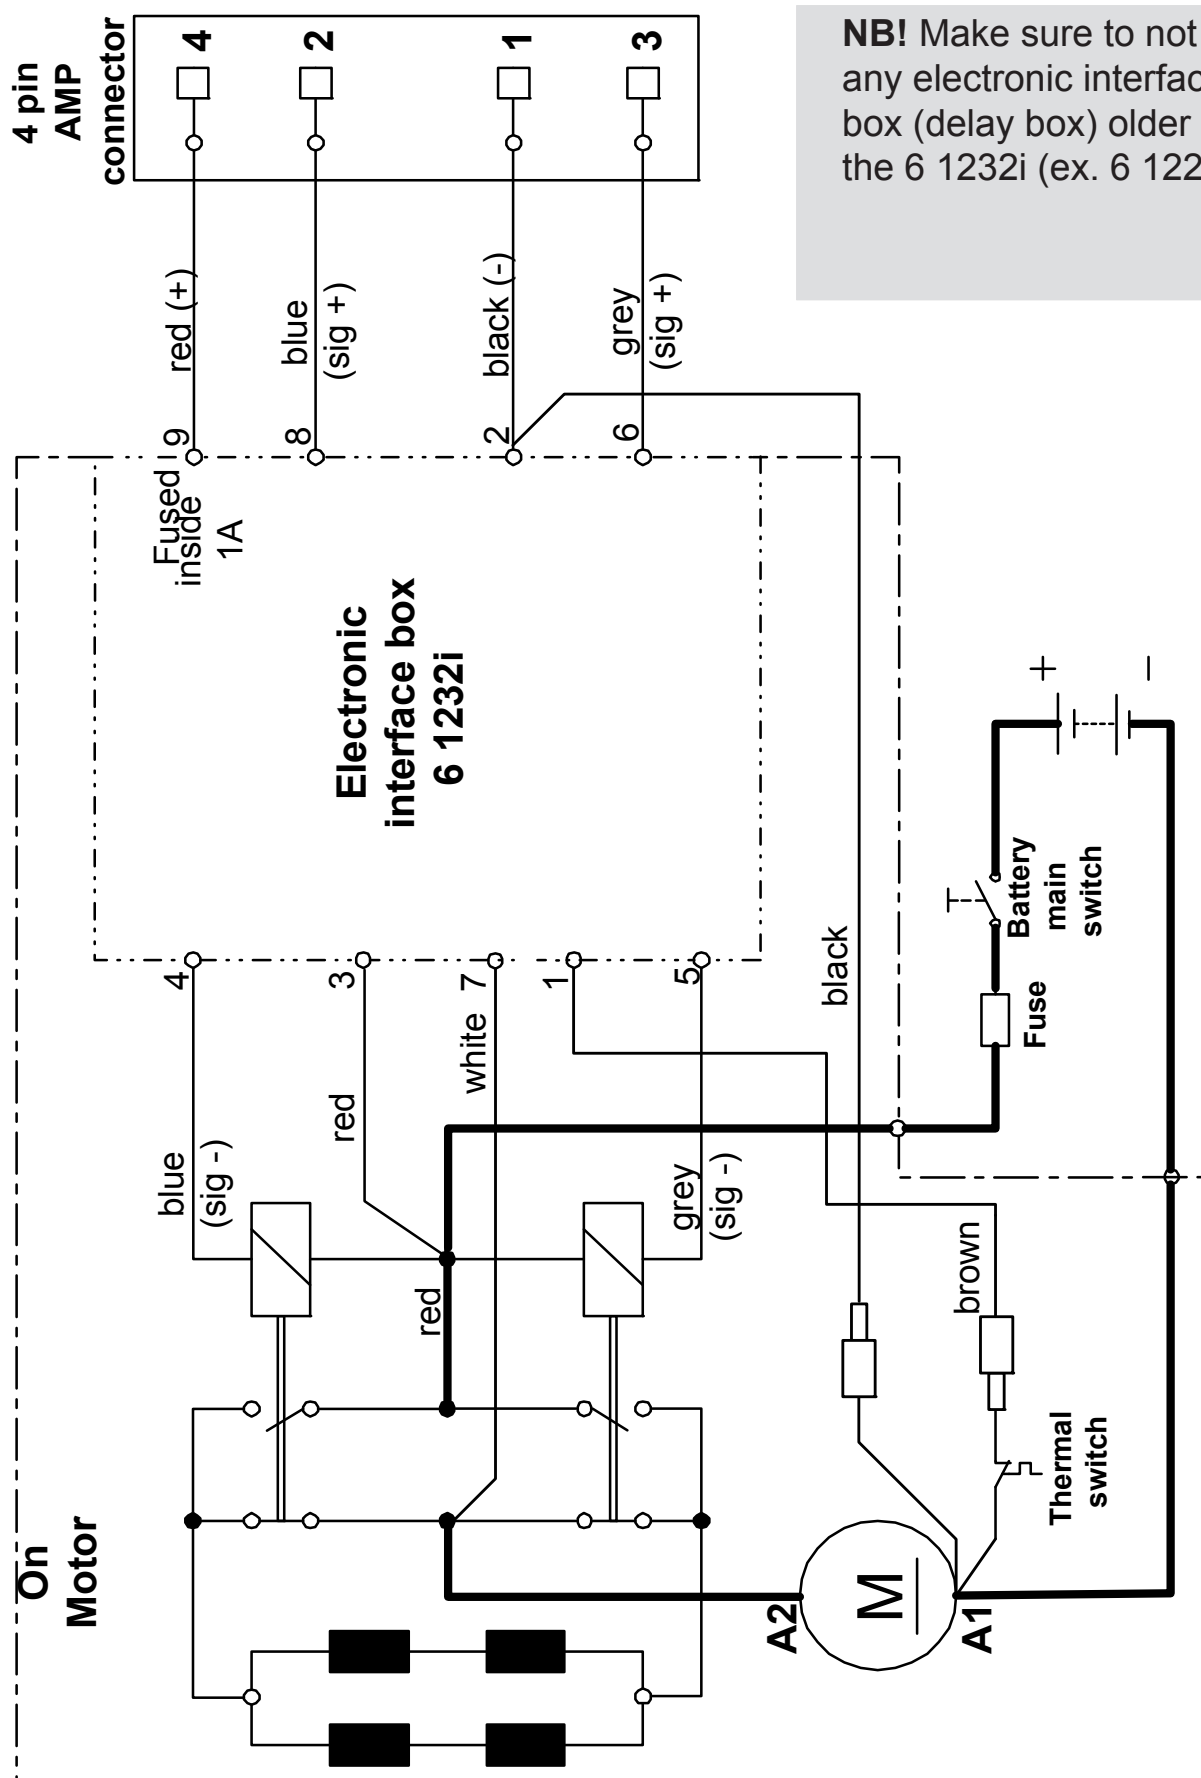 4 pin
AMP
connector
4
2
1
3
NB! Make sure to not
any electronic interfac
box (delay box) older
the 6 1232i (ex. 6 122
red (+)
blue
(sig +)
black (-)
grey
(sig +)
9
8
2
6
Fused
inside
1A
Electronic
interface box
6 1232i
+
-
Battery
main
switch
Fuse
black
4
3
7
1
5
blue
(sig -)
red
white
grey
(sig -)
red
brown
Thermal
switch
On
Motor
M
A2
A1